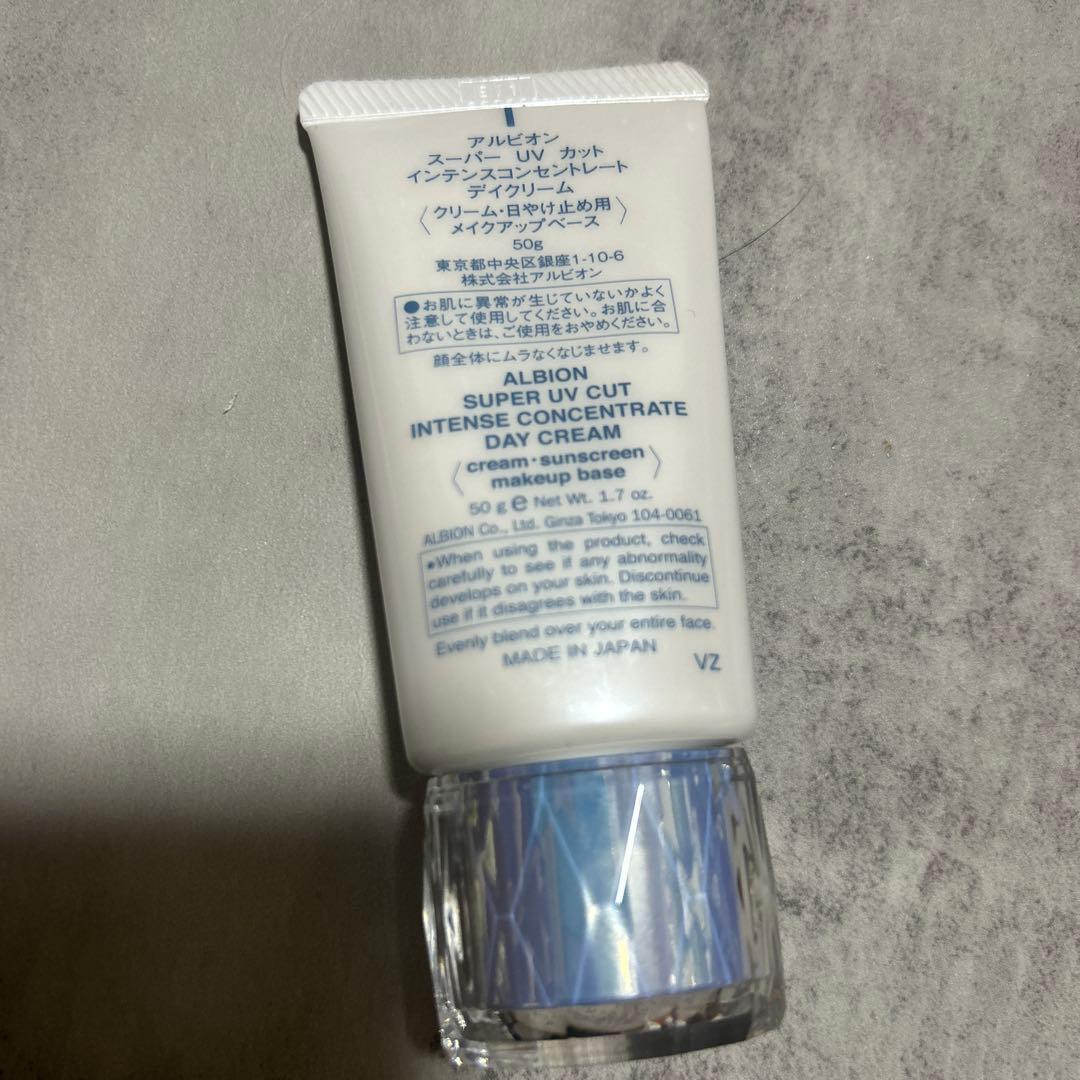 アルビオン
スーパー UV カット
インテンスコンセントレート
デイクリーム
〈クリーム・日やけ止め用
メイクアップベース〉
50g
東京都中央区銀座1-10-6
株式会社アルビオン
●お肌に異常が生じていないかよく
注意して使用してください。お肌に合
わないときは、ご使用をおやめください。
顔全体にムラなくなじませます。
ALBION
SUPER UV CUT
INTENSE CONCENTRATE
DAY CREAM
〈cream・sunscreen
makeup base〉
50 g e Net Wt. 1.7 oz.
ALBION Co., Ltd. Ginza Tokyo 104-0061
●When using the product, check
carefully to see if any abnormality
develops on your skin. Discontinue
use if it disagrees with the skin.
Evenly blend over your entire face.
MADE IN JAPAN
VZ